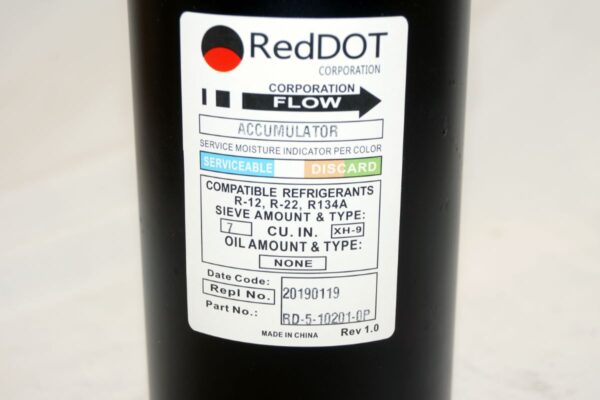 RedDOT
CORPORATION
CORPORATION
FLOW
ACCUMULATOR
SERVICE MOISTURE INDICATOR PER COLOR
SERVICEABLE DISCARD
COMPATIBLE REFRIGERANTS
R-12, R-22, R134A
SIEVE AMOUNT & TYPE:
7 CU. IN. XH-9
OIL AMOUNT & TYPE:
NONE
Date Code:
Repl No. 20190119
Part No.: RD-5-10201-0P
MADE IN CHINA Rev 1.0